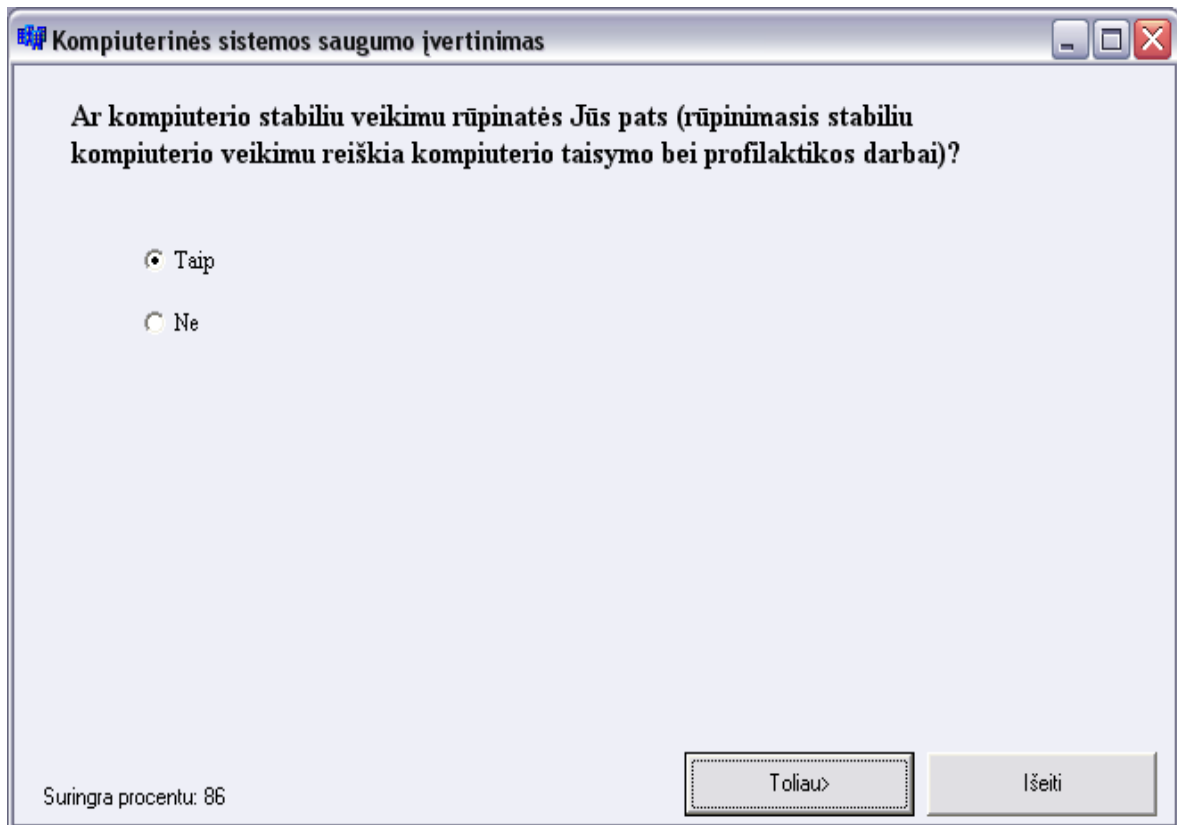 Kompiuterinės sistemos saugumo įvertinimas
Ar kompiuterio stabiliu veikimu rūpinatės Jūs pats (rūpinimasis stabiliu
kompiuterio veikimu reiškia kompiuterio taisymo bei profilaktikos darbai)?
Taip
Ne
Suringra procentu: 86
Toliau>
Išeiti